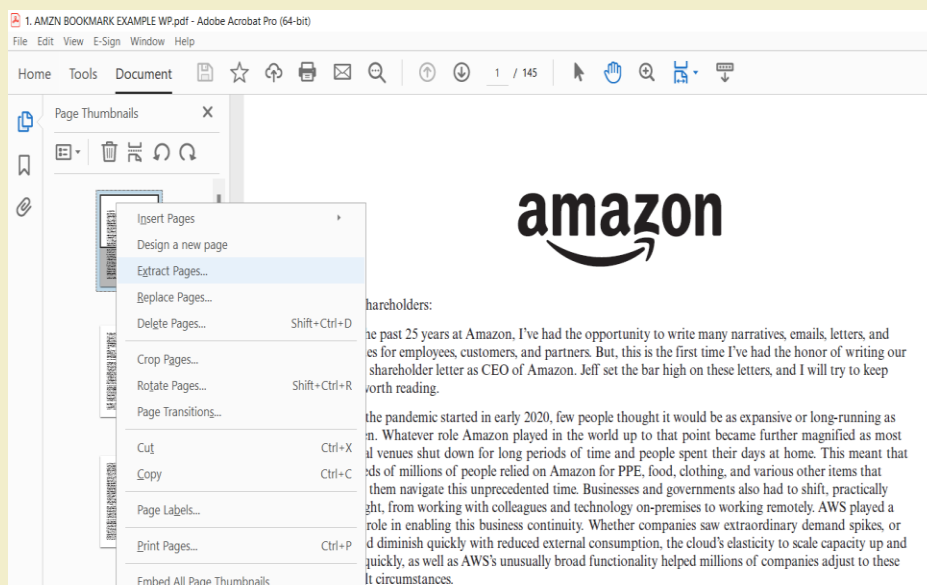 1. AMZN BOOKMARK EXAMPLE WP.pdf - Adobe Acrobat Pro (64-bit)
File Edit View E-Sign Window Help
Home Tools Document 1 / 145
Page Thumbnails X
Insert Pages
Design a new page
Extract Pages...
Replace Pages...
Delete Pages... Shift+Ctrl+D
Crop Pages...
Rotate Pages... Shift+Ctrl+R
Page Transitions...
Cut Ctrl+X
Copy Ctrl+C
Page Labels...
Print Pages... Ctrl+P
Embed All Page Thumbnails
amazon
hareholders:
he past 25 years at Amazon, I've had the opportunity to write many narratives, emails, letters, and
es for employees, customers, and partners. But, this is the first time I've had the honor of writing our
shareholder letter as CEO of Amazon. Jeff set the bar high on these letters, and I will try to keep
vorth reading.
the pandemic started in early 2020, few people thought it would be as expansive or long-running as
en. Whatever role Amazon played in the world up to that point became further magnified as most
al venues shut down for long periods of time and people spent their days at home. This meant that
eds of millions of people relied on Amazon for PPE, food, clothing, and various other items that
them navigate this unprecedented time. Businesses and governments also had to shift, practically
ght, from working with colleagues and technology on-premises to working remotely. AWS played a
role in enabling this business continuity. Whether companies saw extraordinary demand spikes, or
d diminish quickly with reduced external consumption, the cloud's elasticity to scale capacity up and
quickly, as well as AWS's unusually broad functionality helped millions of companies adjust to these
lt circumstances.